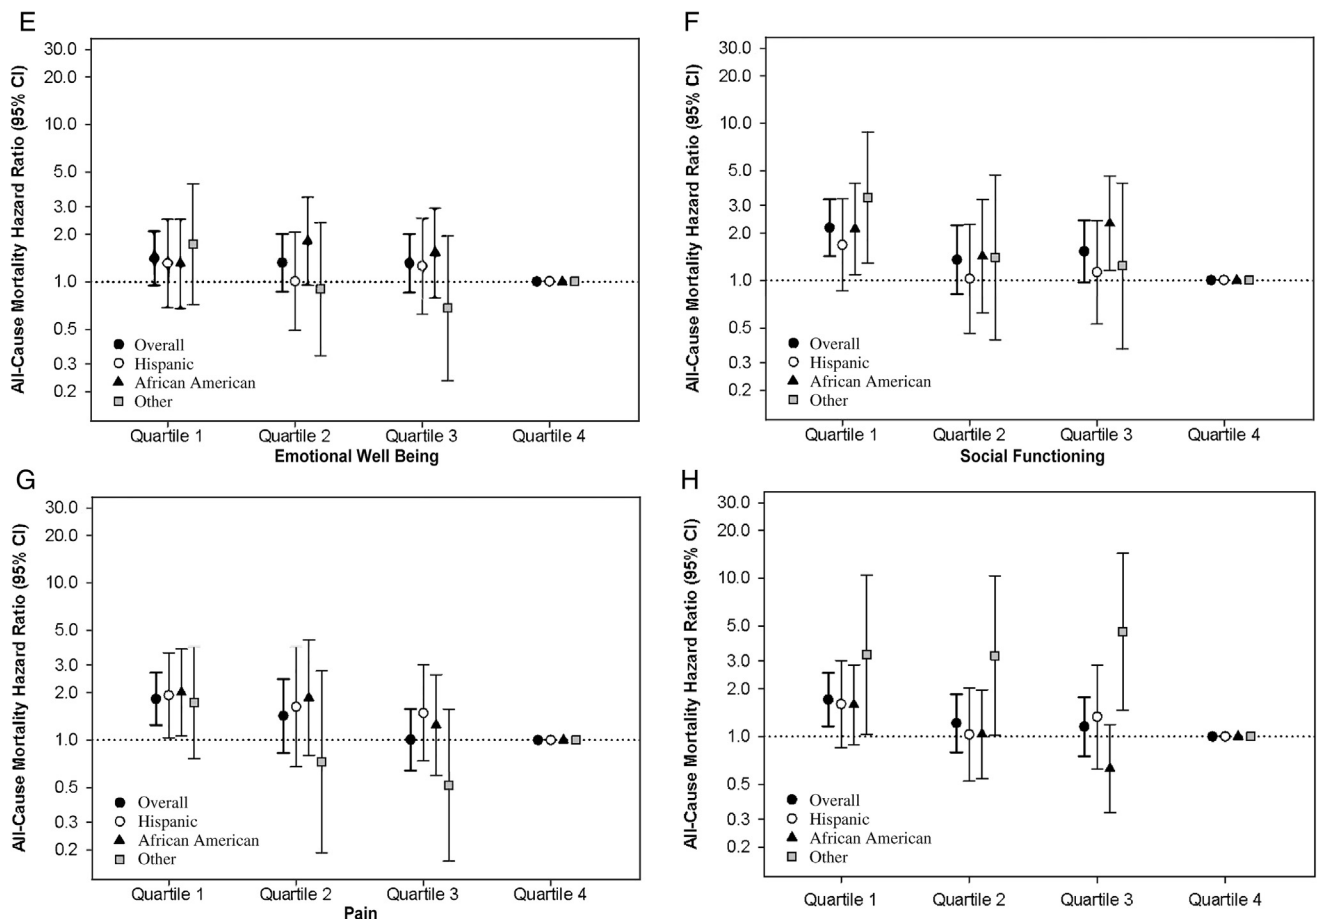 E
All-Cause Mortality Hazard Ratio (95% CI)
30.0
20.0
10.0
5.0
3.0
2.0
1.0
0.5
0.3
0.2
Overall
Hispanic
African American
Other
Quartile 1 Quartile 2 Quartile 3 Quartile 4
Emotional Well Being
F
All-Cause Mortality Hazard Ratio (95% CI)
30.0
20.0
10.0
5.0
3.0
2.0
1.0
0.5
0.3
0.2
Overall
Hispanic
African American
Other
Quartile 1 Quartile 2 Quartile 3 Quartile 4
Social Functioning
G
All-Cause Mortality Hazard Ratio (95% CI)
30.0
20.0
10.0
5.0
3.0
2.0
1.0
0.5
0.3
0.2
Overall
Hispanic
African American
Other
Quartile 1 Quartile 2 Quartile 3 Quartile 4
Pain
H
All-Cause Mortality Hazard Ratio (95% CI)
30.0
20.0
10.0
5.0
3.0
2.0
1.0
0.5
0.3
0.2
Overall
Hispanic
African American
Other
Quartile 1 Quartile 2 Quartile 3 Quartile 4